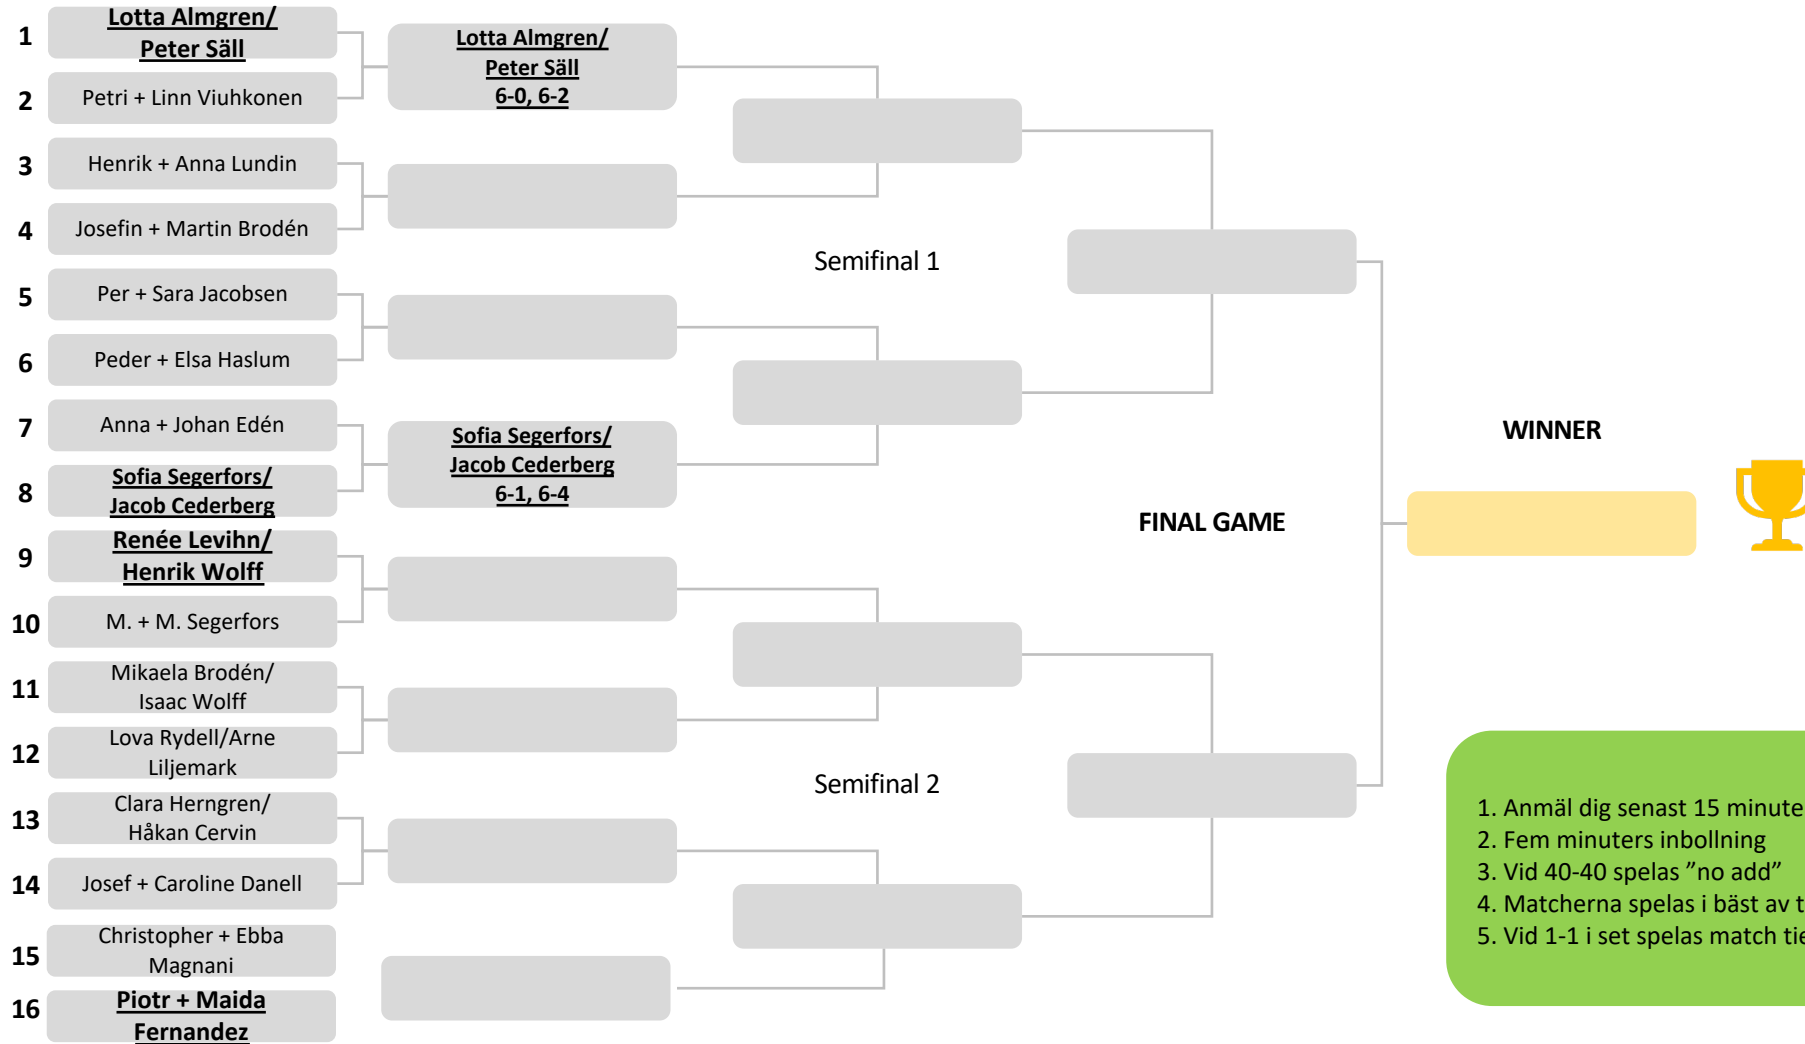 1
Lotta Almgren/
Peter Säll
2
Petri + Linn Viuhkonen
3
Henrik + Anna Lundin
4
Josefin + Martin Brodén
5
Per + Sara Jacobsen
6
Peder + Elsa Haslum
7
Anna + Johan Edén
8
Sofia Segerfors/
Jacob Cederberg
9
Renée Levihn/
Henrik Wolff
10
M. + M. Segerfors
11
Mikaela Brodén/
Isaac Wolff
12
Lova Rydell/Arne
Liljemark
13
Clara Herngren/
Håkan Cervin
14
Josef + Caroline Danell
15
Christopher + Ebba
Magnani
16
Piotr + Maida
Fernandez
Lotta Almgren/
Peter Säll
6-0, 6-2
Sofia Segerfors/
Jacob Cederberg
6-1, 6-4
Semifinal 1
Semifinal 2
FINAL GAME
WINNER
1. Anmäl dig senast 15 minute
2. Fem minuters inbollning
3. Vid 40-40 spelas ”no add”
4. Matcherna spelas i bäst av t
5. Vid 1-1 i set spelas match tie